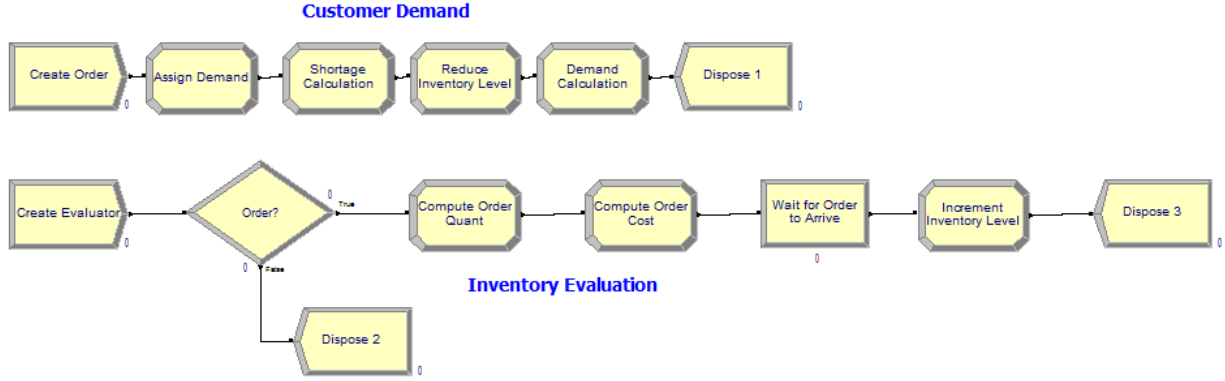 Customer Demand
Create Order
0
Assign Demand
Shortage
Calculation
Reduce
Inventory Level
Demand
Calculation
Dispose 1
0
Create Evaluator
0
Order?
0
True
0
False
Compute Order
Quant
Compute Order
Cost
Wait for Order
to Arrive
0
Increment
Inventory Level
Dispose 3
0
Inventory Evaluation
Dispose 2
0